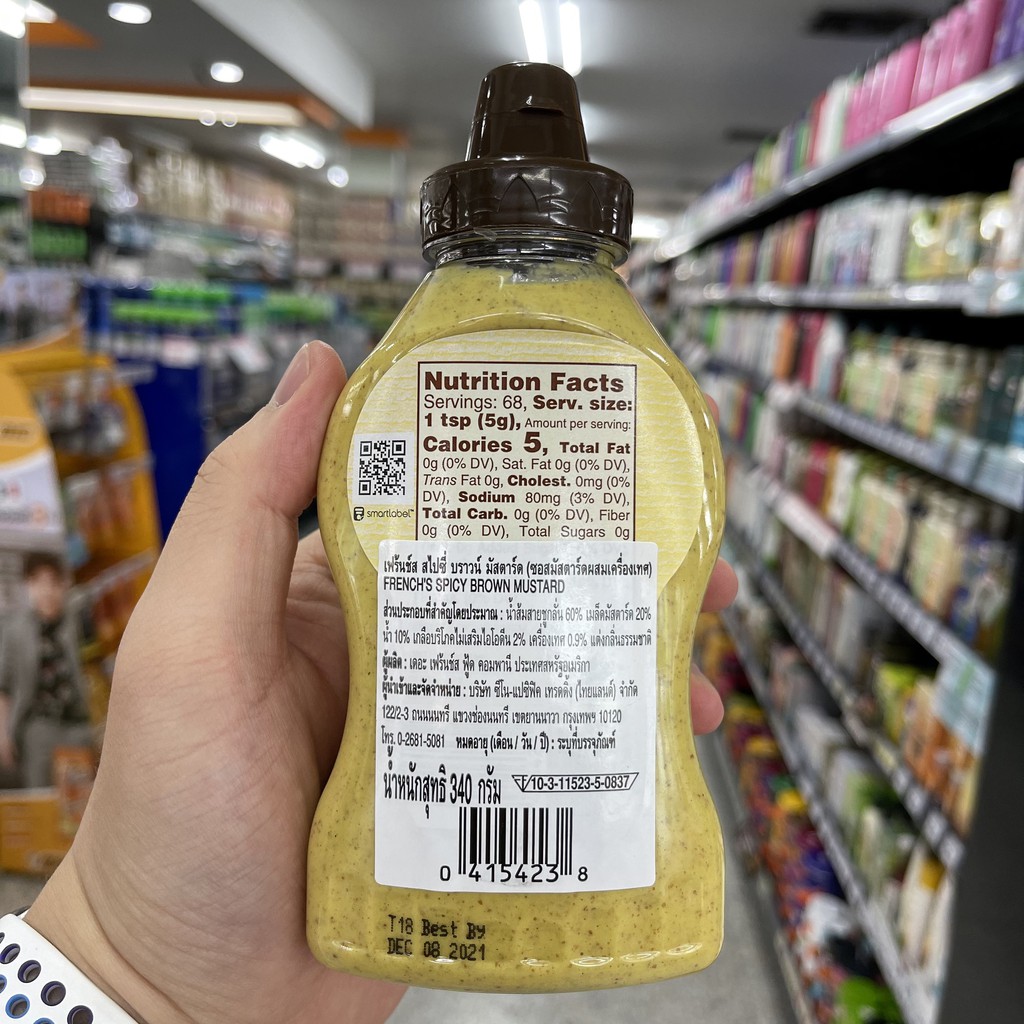 Nutrition Facts
Servings: 68, Serv. size:
1 tsp (5g), Amount per serving:
Calories 5, Total Fat
0g (0% DV), Sat. Fat 0g (0% DV),
Trans Fat 0g, Cholest. 0mg (0%
DV), Sodium 80mg (3% DV),
Total Carb. 0g (0% DV), Fiber
0g (0% DV), Total Sugars 0g
smartlabel™
เฟร้นช์ส สไปซี่ บราวน์ มัสตาร์ด (ซอสมัสตาร์ดผสมเครื่องเทศ)
FRENCH'S SPICY BROWN MUSTARD
ส่วนประกอบที่สำคัญโดยประมาณ : น้ำส้มสายชูกลั่น 60% เมล็ดมัสตาร์ด 20%
น้ำ 10% เกลือบริโภคไม่เสริมไอโอดีน 2% เครื่องเทศ 0.9% แต่งกลิ่นธรรมชาติ
ผู้ผลิต : เดอะ เฟร้นช์ส ฟู้ด คอมพานี ประเทศสหรัฐอเมริกา
ผู้นำเข้าและจัดจำหน่าย : บริษัท ซีโน-แปซิฟิค เทรดดิ้ง (ไทยแลนด์) จำกัด
122/2-3 ถนนนนทรี แขวงช่องนนทรี เขตยานนาวา กรุงเทพฯ 10120
โทร. 0-2681-5081 หมดอายุ (เดือน / วัน / ปี) : ระบุที่บรรจุภัณฑ์
น้ำหนักสุทธิ 340 กรัม
10-3-11523-5-0837
0 415423 8
T18 Best By
DEC 08 2021